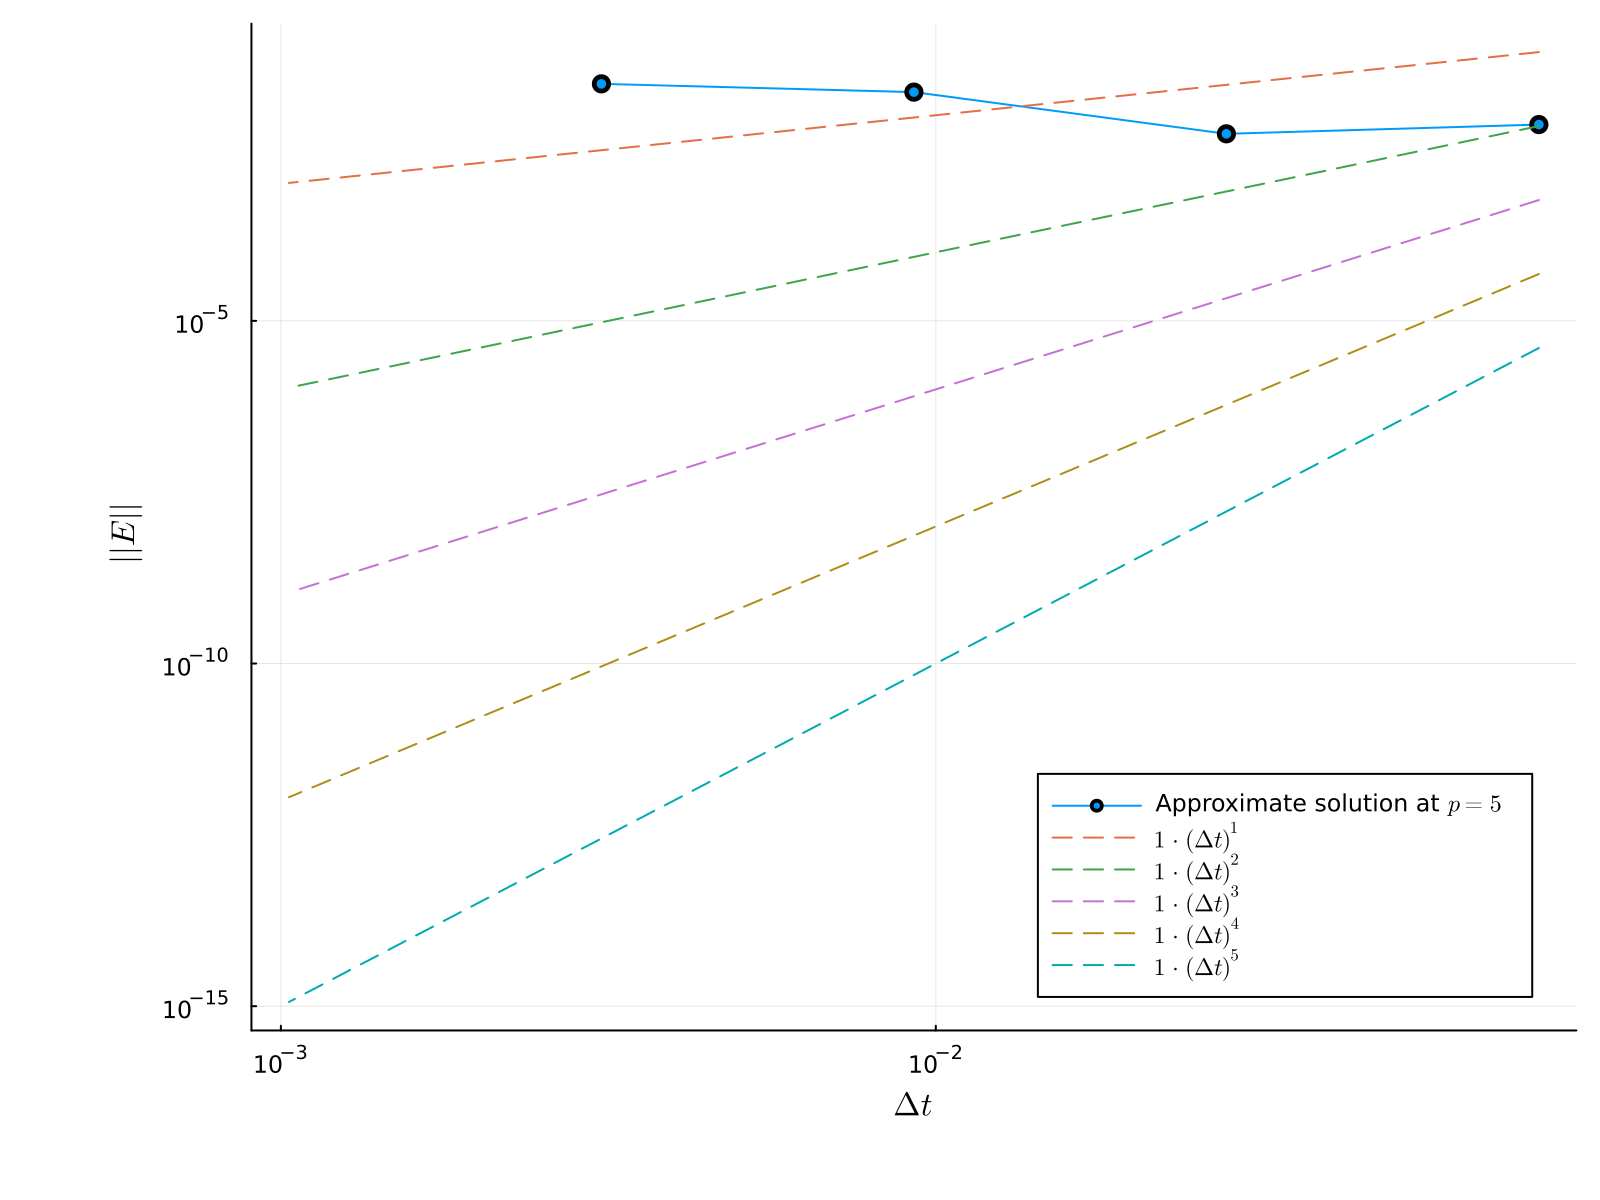 10⁻⁵
10⁻¹⁰
10⁻¹⁵
||E||
10⁻³
10⁻²
Δt
Approximate solution at p = 5
1 · (Δt)¹
1 · (Δt)²
1 · (Δt)³
1 · (Δt)⁴
1 · (Δt)⁵